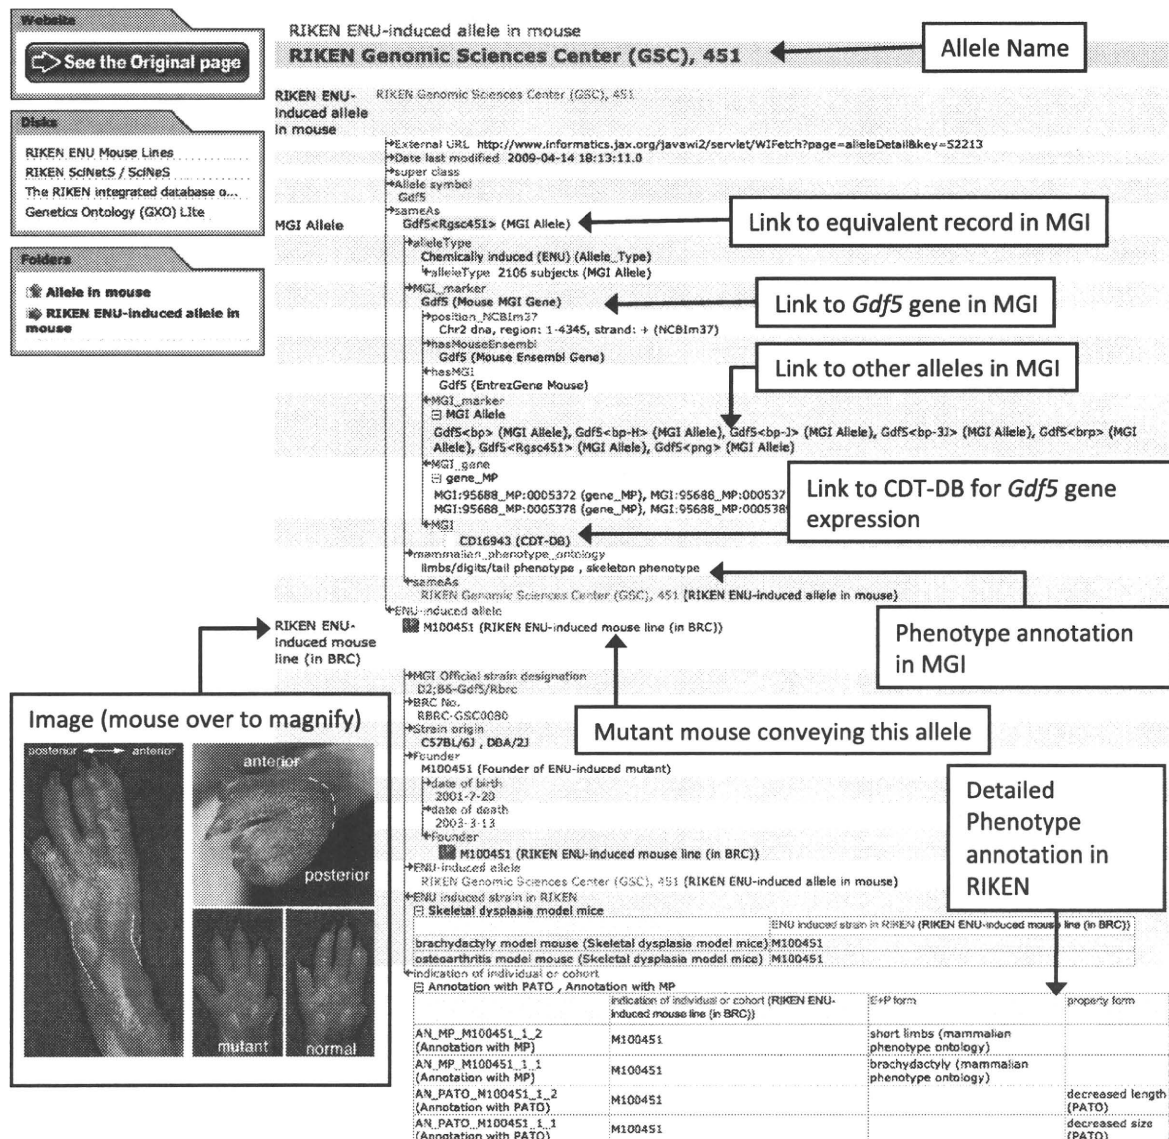 Website
See the Original page
Disks
RIKEN ENU Mouse Lines
RIKEN SciNetS / SciNeS
The RIKEN integrated database o...
Genetics Ontology (GXO) Lite
Folders
Allele in mouse
RIKEN ENU-induced allele in
mouse
RIKEN ENU-induced allele in mouse
RIKEN Genomic Sciences Center (GSC), 451
Allele Name
RIKEN ENU-
induced allele
in mouse
RIKEN Genomic Sciences Center (GSC), 451
External URL http://www.informatics.jax.org/javawi2/servlet/WIFetch?page=alleleDetail&key=52213
Date last modified 2009-04-14 18:13:11.0
super class
Allele symbol
Gdf5
sameAs
MGI Allele
Gdf5<Rgsc451> (MGI Allele)
Link to equivalent record in MGI
alleleType
Chemically induced (ENU) (Allele_Type)
alleleType 2106 subjects (MGI Allele)
MGI_marker
Gdf5 (Mouse MGI Gene)
Link to Gdf5 gene in MGI
position_NCBIm37
Chr2 dna, region: 1-4345, strand: + (NCBIm37)
hasMouseEnsembl
Gdf5 (Mouse Ensembl Gene)
hasMGI
Gdf5 (EntrezGene Mouse)
Link to other alleles in MGI
MGI_marker
MGI Allele
Gdf5<bp> (MGI Allele), Gdf5<bp-H> (MGI Allele), Gdf5<bp-J> (MGI Allele), Gdf5<bp-3J> (MGI Allele), Gdf5<brp> (MGI
Allele), Gdf5<Rgsc451> (MGI Allele), Gdf5<png> (MGI Allele)
MGI_gene
gene_MP
MGI:95688_MP:0005372 (gene_MP), MGI:95688_MP:000537
MGI:95688_MP:0005378 (gene_MP), MGI:95688_MP:000538
Link to CDT-DB for Gdf5 gene
expression
MGI
CD16943 (CDT-DB)
mammalian_phenotype_ontology
limbs/digits/tail phenotype , skeleton phenotype
sameAs
RIKEN Genomic Sciences Center (GSC), 451 (RIKEN ENU-induced allele in mouse)
ENU-induced allele
M100451 (RIKEN ENU-induced mouse line (in BRC))
Phenotype annotation
in MGI
RIKEN ENU-
induced mouse
line (in BRC)
MGI Official strain designation
D2;B6-Gdf5/Rbrc
BRC No.
RBRC-GSC0080
Strain origin
C57BL/6J , DBA/2J
Founder
M100451 (Founder of ENU-induced mutant)
date of birth
2001-7-20
date of death
2003-3-13
Founder
M100451 (RIKEN ENU-induced mouse line (in BRC))
ENU-induced allele
RIKEN Genomic Sciences Center (GSC), 451 (RIKEN ENU-induced allele in mouse)
Mutant mouse conveying this allele
Detailed
Phenotype
annotation in
RIKEN
Image (mouse over to magnify)
posterior
anterior
anterior
posterior
mutant
normal
ENU induced strain in RIKEN
Skeletal dysplasia model mice
ENU induced strain in RIKEN (RIKEN ENU-induced mouse line (in BRC))
brachydactyly model mouse (Skeletal dysplasia model mice) M100451
osteoarthritis model mouse (Skeletal dysplasia model mice) M100451
indication of individual or cohort
Annotation with PATO , Annotation with MP
indication of individual or cohort (RIKEN ENU-
induced mouse line (in BRC))
E+P form
property form
AN_MP_M100451_1_2
(Annotation with MP)
M100451
short limbs (mammalian
phenotype ontology)
AN_MP_M100451_1_1
(Annotation with MP)
M100451
brachydactyly (mammalian
phenotype ontology)
AN_PATO_M100451_1_2
(Annotation with PATO)
M100451
decreased length
(PATO)
AN_PATO_M100451_1_1
(Annotation with PATO)
M100451
decreased size
(PATO)